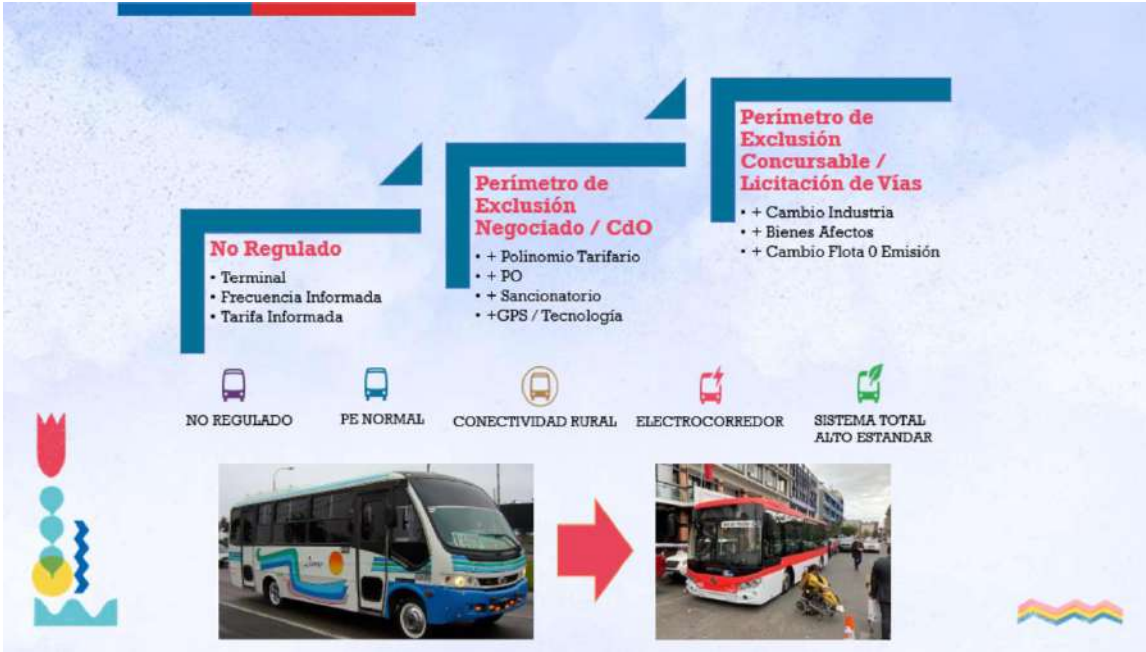 No Regulado
• Terminal
• Frecuencia Informada
• Tarifa Informada
Perímetro de
Exclusión
Negociado / CdO
• + Polinomio Tarifario
• + PO
• + Sancionatorio
• +GPS / Tecnología
Perímetro de
Exclusión
Concursable /
Licitación de Vías
• + Cambio Industria
• + Bienes Afectos
• + Cambio Flota 0 Emisión
NO REGULADO
PE NORMAL
CONECTIVIDAD RURAL
ELECTROCORREDOR
SISTEMA TOTAL
ALTO ESTANDAR